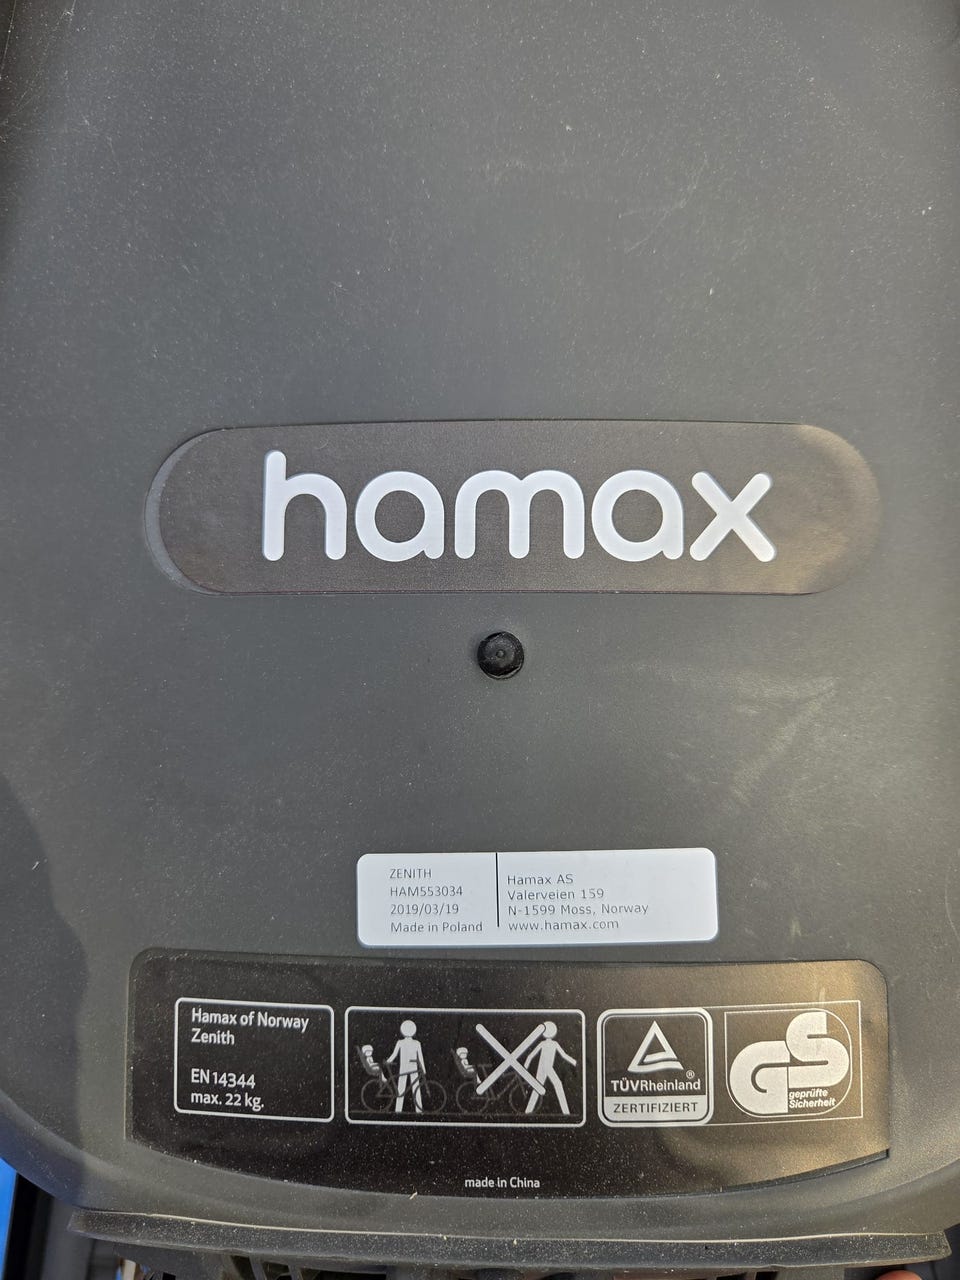 hamax
ZENITH
HAM553034
2019/03/19
Made in Poland
Hamax AS
Valerveien 159
N-1599 Moss, Norway
www.hamax.com
Hamax of Norway
Zenith
EN 14344
max. 22 kg.
TÜVRheinland®
ZERTIFIZIERT
GS
geprüfte
Sicherheit
made in China